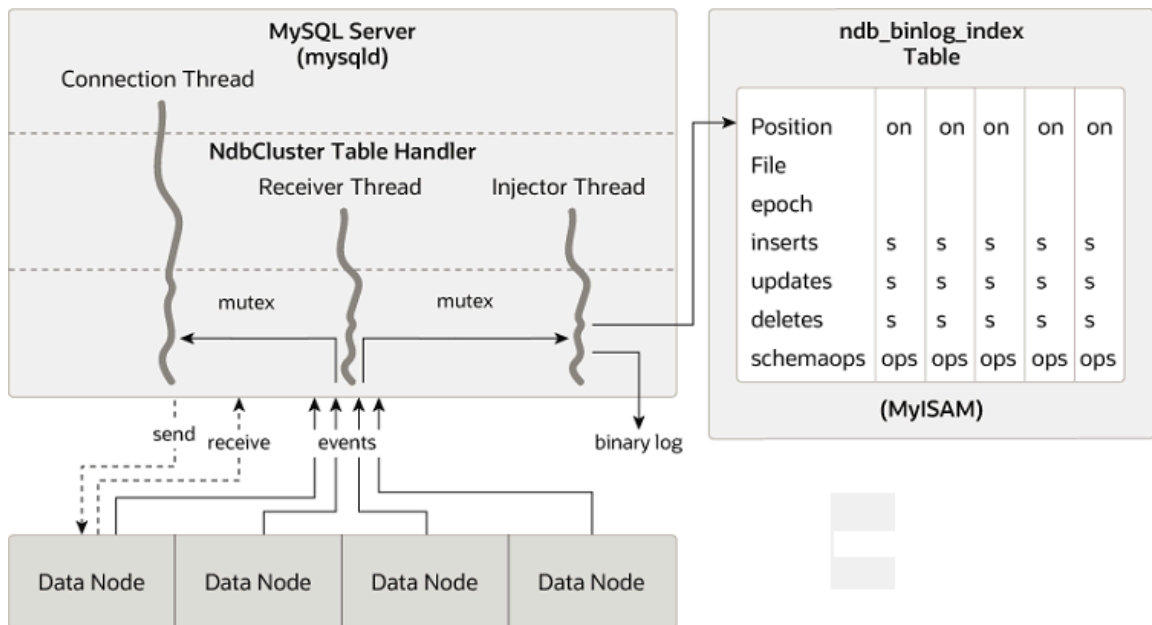 MySQL Server
(mysqld)
Connection Thread
NdbCluster Table Handler
Receiver Thread
Injector Thread
mutex
mutex
send
receive
events
binary log
Data Node
Data Node
Data Node
Data Node
ndb_binlog_index
Table
Position on on on on on
File
epoch
inserts s s s s s
updates s s s s s
deletes s s s s s
schemaops ops ops ops ops ops
(MyISAM)